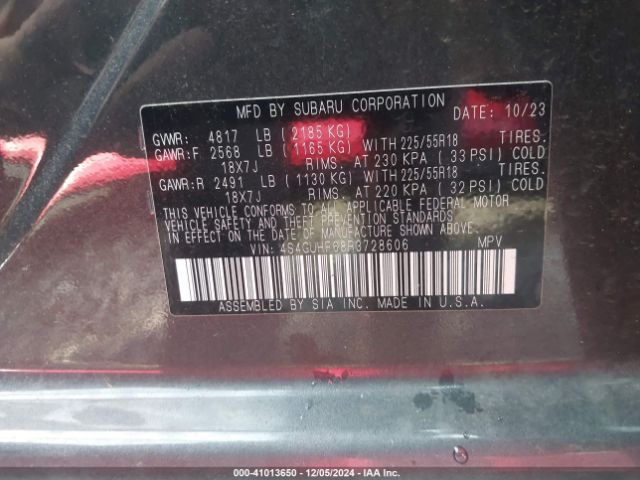 MFD BY SUBARU CORPORATION DATE: 10/23
GVWR: 4817 LB (2185 KG)
GAWR:F 2568 LB (1165 KG) WITH 225/55R18 TIRES.
18X7J RIMS. AT 230 KPA (33 PSI) COLD
GAWR:R 2491 LB (1130 KG) WITH 225/55R18 TIRES.
18X7J RIMS. AT 220 KPA (32 PSI) COLD
THIS VEHICLE CONFORMS TO ALL APPLICABLE FEDERAL MOTOR
VEHICLE SAFETY, BUMPER, AND THEFT PREVENTION STANDARDS
IN EFFECT ON THE DATE OF MANUFACTURE SHOWN ABOVE.
VIN: MPV
ASSEMBLED BY SIA INC. MADE IN U.S.A.
000-41013650 • 12/05/2024 • IAA Inc.